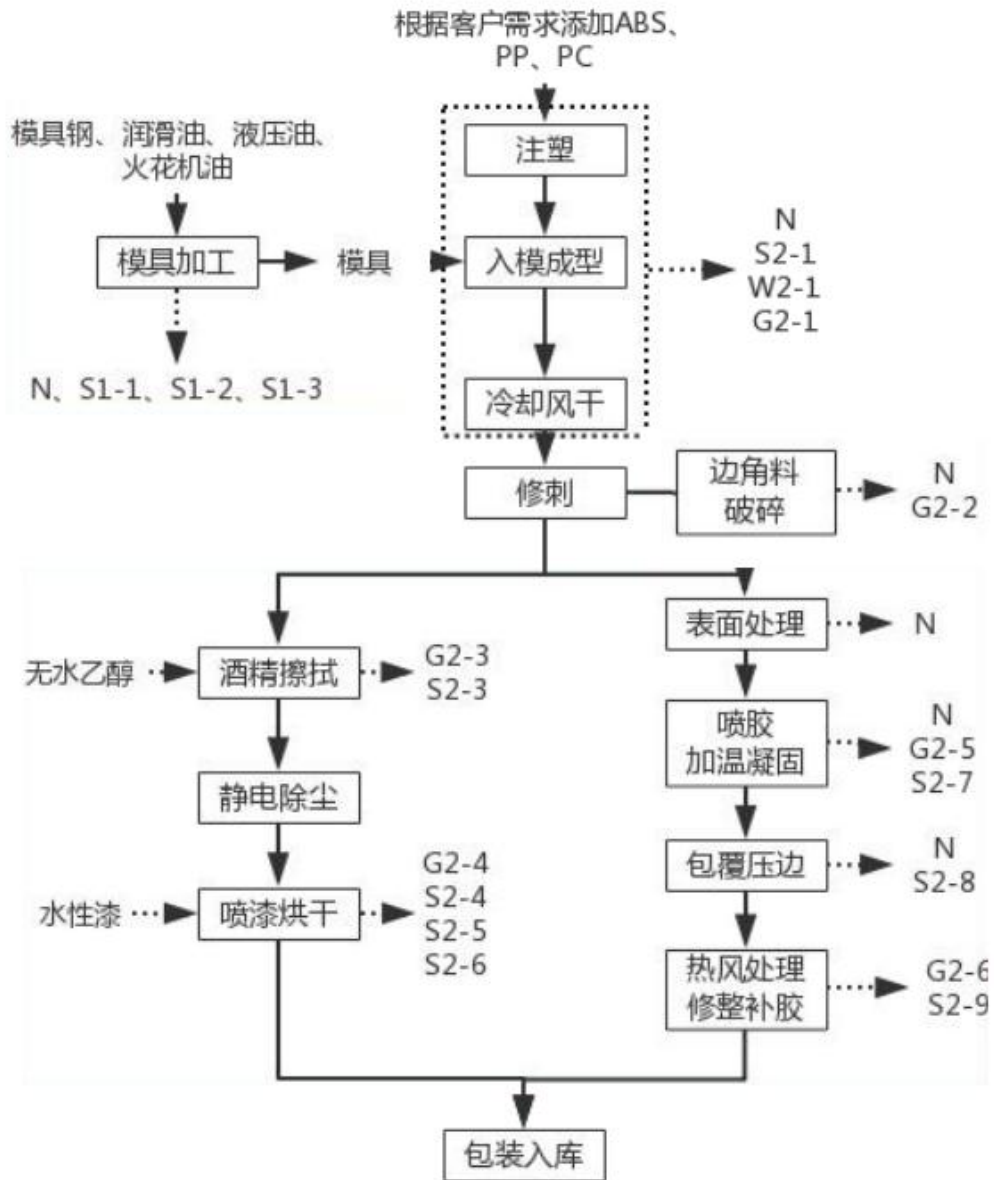 根据客户需求添加ABS、
PP、PC
模具钢、润滑油、液压油、
火花机油
注塑
模具加工
模具
入模成型
N
S2-1
W2-1
G2-1
N、S1-1、S1-2、S1-3
冷却风干
修刺
边角料
破碎
N
G2-2
表面处理
N
无水乙醇
酒精擦拭
G2-3
S2-3
喷胶
加温凝固
N
G2-5
S2-7
静电除尘
包覆压边
N
S2-8
水性漆
喷漆烘干
G2-4
S2-4
S2-5
S2-6
热风处理
修整补胶
G2-6
S2-9
包装入库